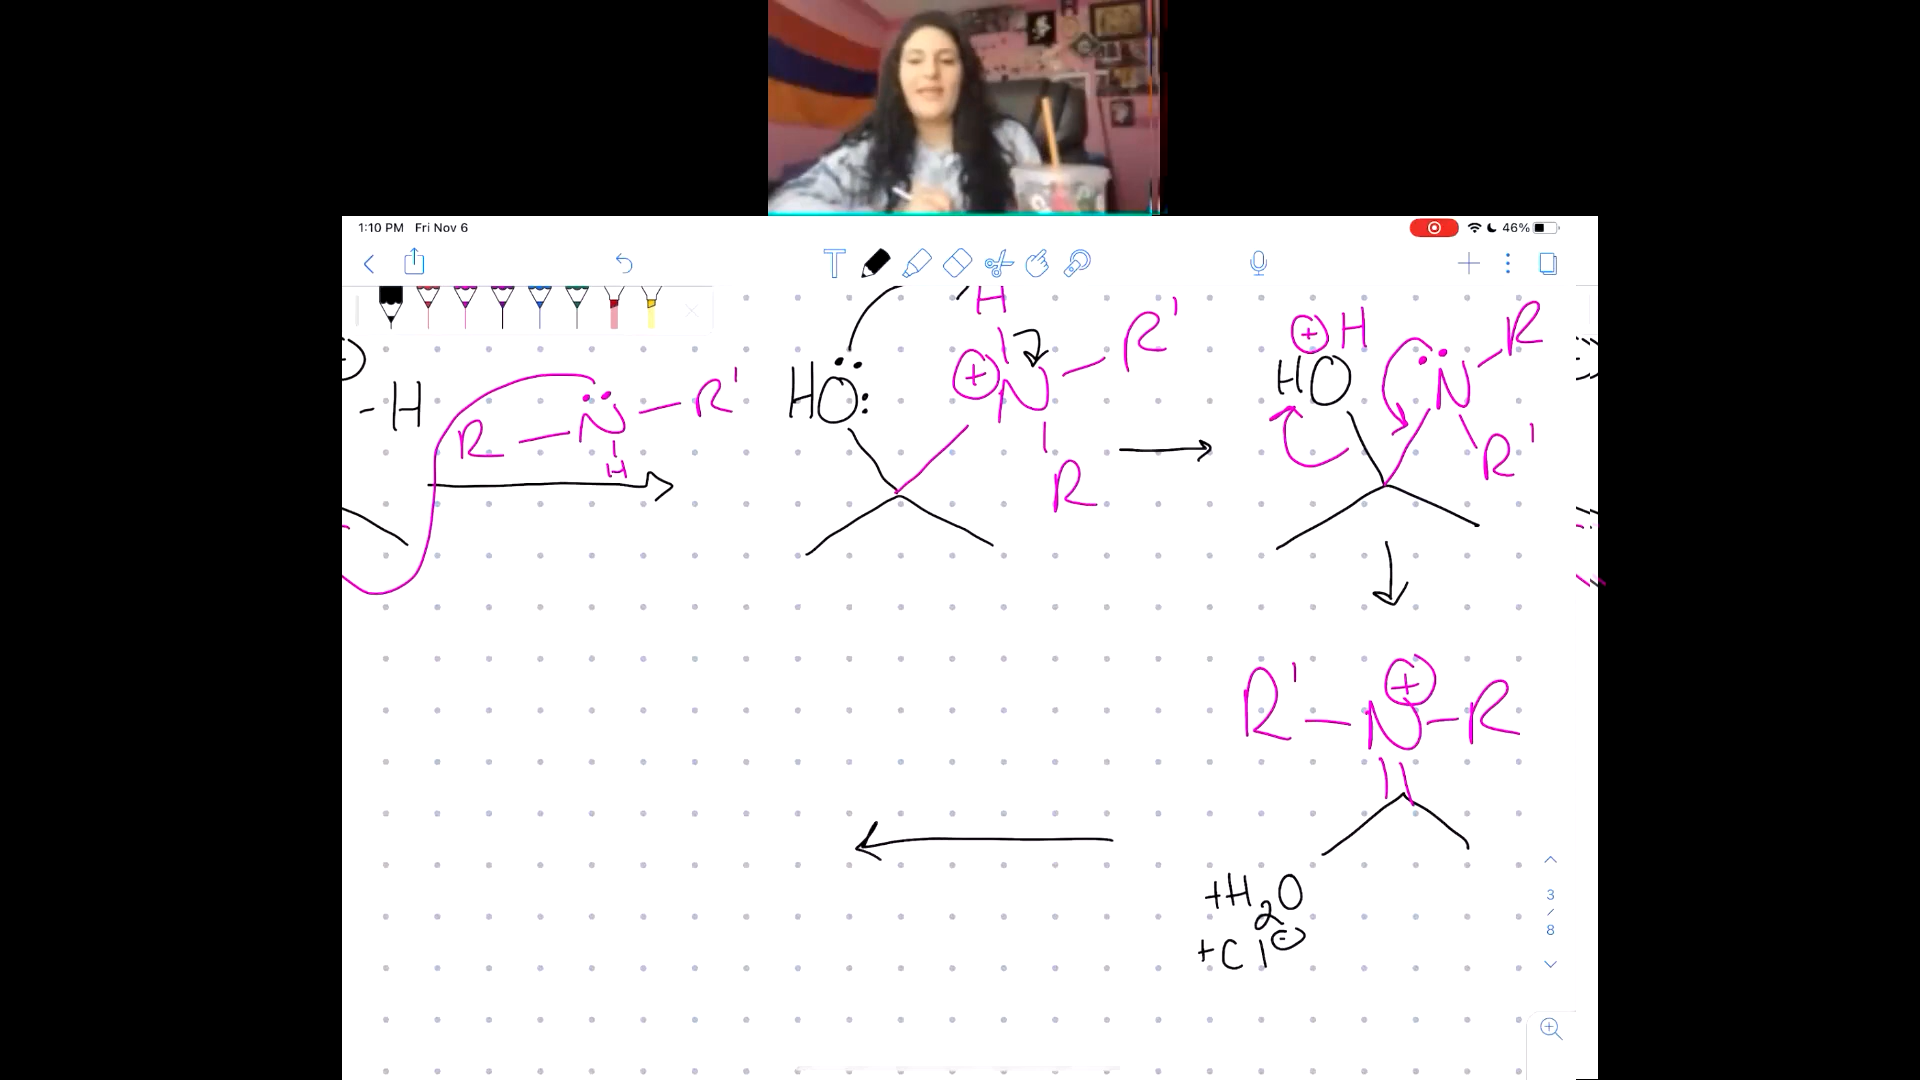 1:10 PM Fri Nov 6
46%
T
-H
R-N-R'
H
HO:
H
⊕N-R'
R
⊕H
HO
N-R
R'
R'-N-R
⊕
+H2O
+Cl⊖
3
/
8